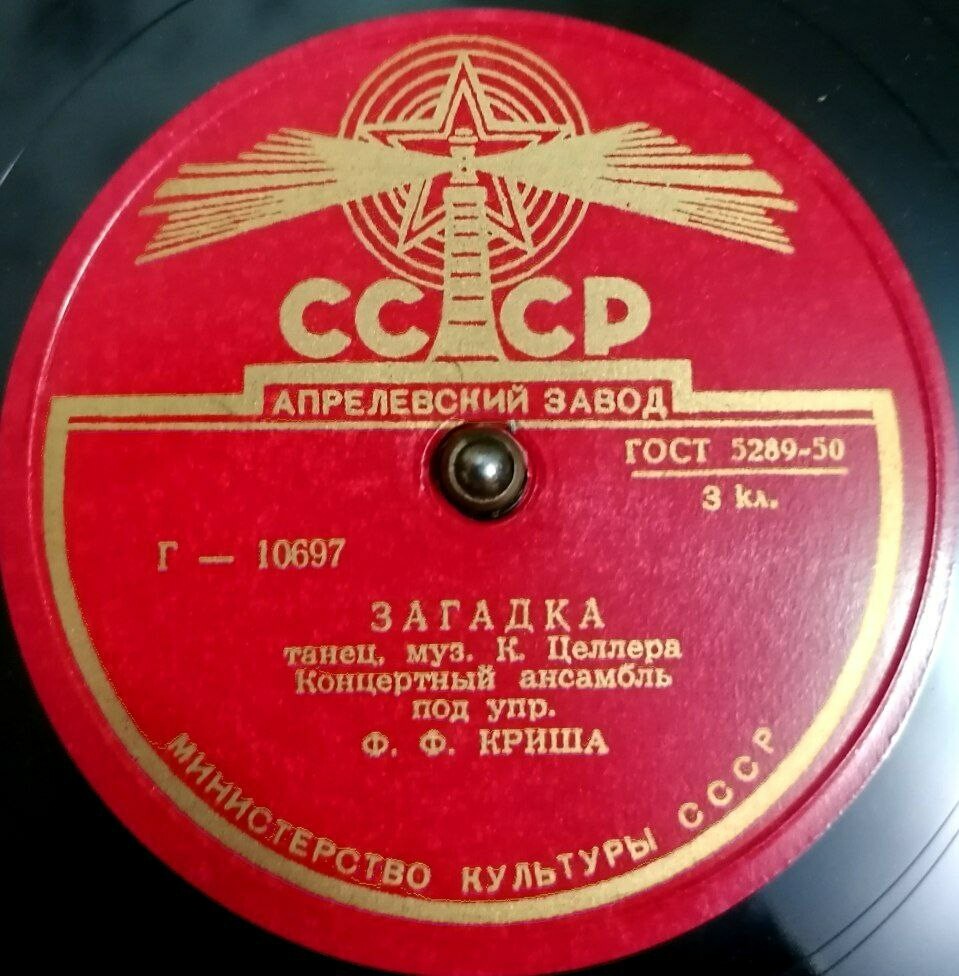 СССР
АПРЕЛЕВСКИЙ ЗАВОД
ГОСТ 5289-50
3 кл.
Г — 10697
ЗАГАДКА
танец, муз. К. Целлера
Концертный ансамбль
под упр.
Ф. Ф. КРИША
МИНИСТЕРСТВО КУЛЬТУРЫ СССР